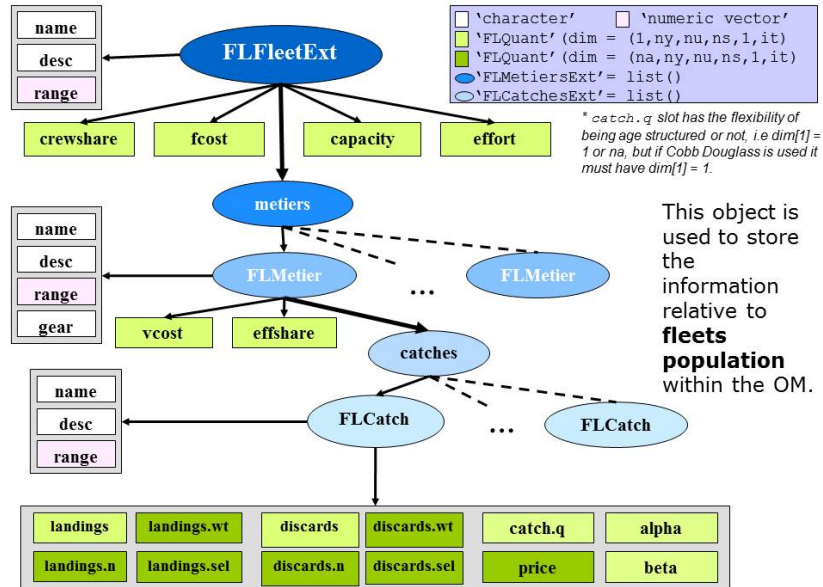 name
desc
range
FLFleetExt
'character' 'numeric vector'
'FLQuant'(dim = (1,ny,nu,ns,1,it)
'FLQuant'(dim = (na,ny,nu,ns,1,it)
'FLMetiersExt'= list()
'FLCatchesExt'= list()
* catch.q slot has the flexibility of
being age structured or not, i.e dim[1] =
1 or na, but if Cobb Douglass is used it
must have dim[1] = 1.
crewshare
fcost
capacity
effort
metiers
name
desc
range
gear
FLMetier
...
FLMetier
This object is
used to store
the
information
relative to
fleets
population
within the OM.
vcost
effshare
catches
name
desc
range
FLCatch
...
FLCatch
landings
landings.wt
discards
discards.wt
catch.q
alpha
landings.n
landings.sel
discards.n
discards.sel
price
beta